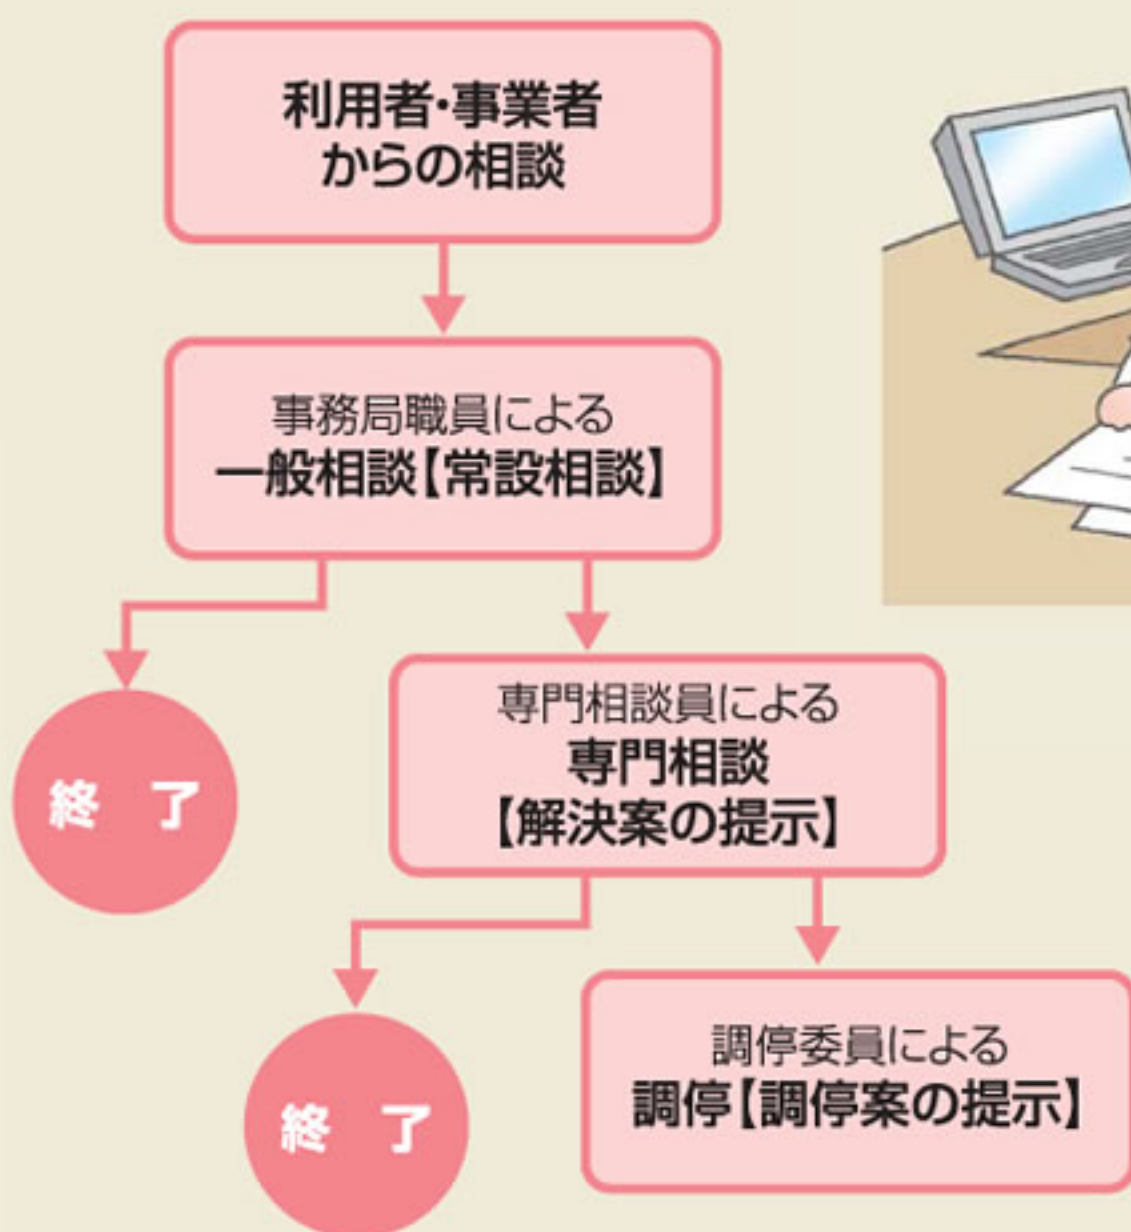 利用者・事業者
からの相談
事務局職員による
一般相談【常設相談】
終　了
専門相談員による
専門相談
【解決案の提示】
終　了
調停委員による
調停【調停案の提示】